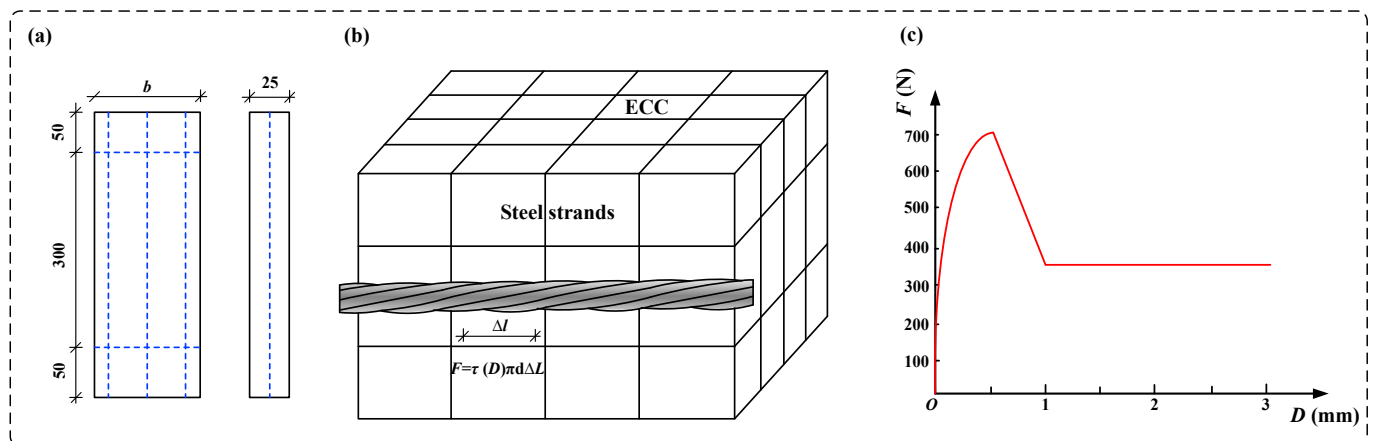 (a)
b
25
50
300
50
(b)
ECC
Steel strands
Δl
F=τ (D)πdΔL
(c)
F (N)
700
600
500
400
300
200
100
O
1
2
3
D (mm)